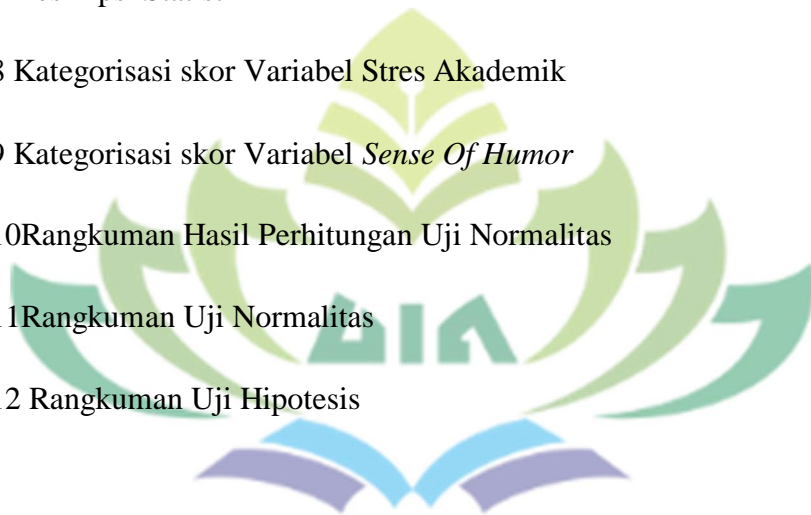 8 Kategorisasi skor Variabel Stres Akademik
9 Kategorisasi skor Variabel Sense Of Humor
10Rangkuman Hasil Perhitungan Uji Normalitas
11Rangkuman Uji Normalitas
12 Rangkuman Uji Hipotesis